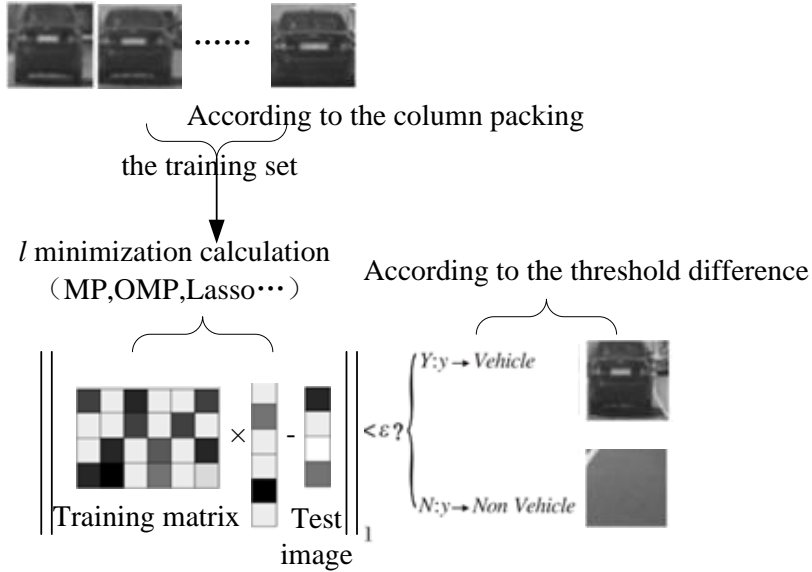 ……
According to the column packing
the training set
l minimization calculation
（MP,OMP,Lasso···）
According to the threshold difference
Y:y→Vehicle
× -
<ε?
N:y→Non Vehicle
Training matrix
Test
image
1